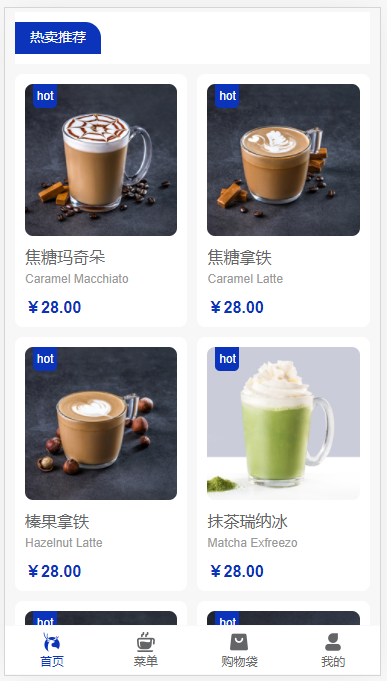 热卖推荐
hot
hot
焦糖玛奇朵
焦糖拿铁
Caramel Macchiato
Caramel Latte
￥28.00
￥28.00
hot
hot
榛果拿铁
抹茶瑞纳冰
Hazelnut Latte
Matcha Exfreezo
￥28.00
￥28.00
hot
hot
首页
菜单
购物袋
我的